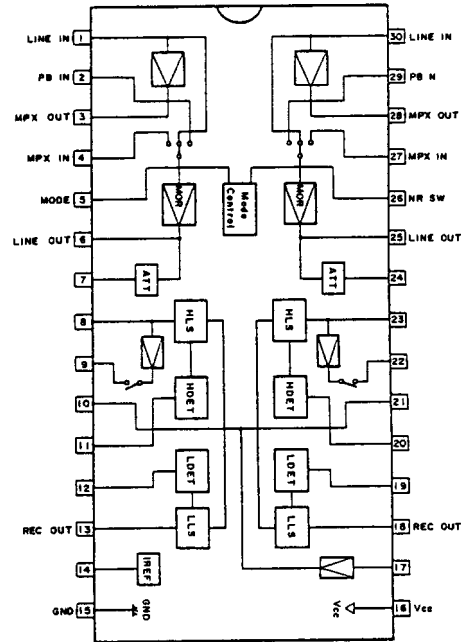 LINE IN 1
30 LINE IN
PB IN 2
29 PB N
MPX OUT 3
28 MPX OUT
MPX IN 4
27 MPX IN
MODE 5
MOR
Mode Control
MOR
26 NR SW
LINE OUT 6
25 LINE OUT
7
ATT
ATT
24
8
HLS
HLS
23
9
22
10
HDET
HDET
21
11
20
12
LDET
LDET
19
REC OUT 13
LLS
LLS
18 REC OUT
14
IREF
17
GND 15
GND
Vcc
16 Vcc